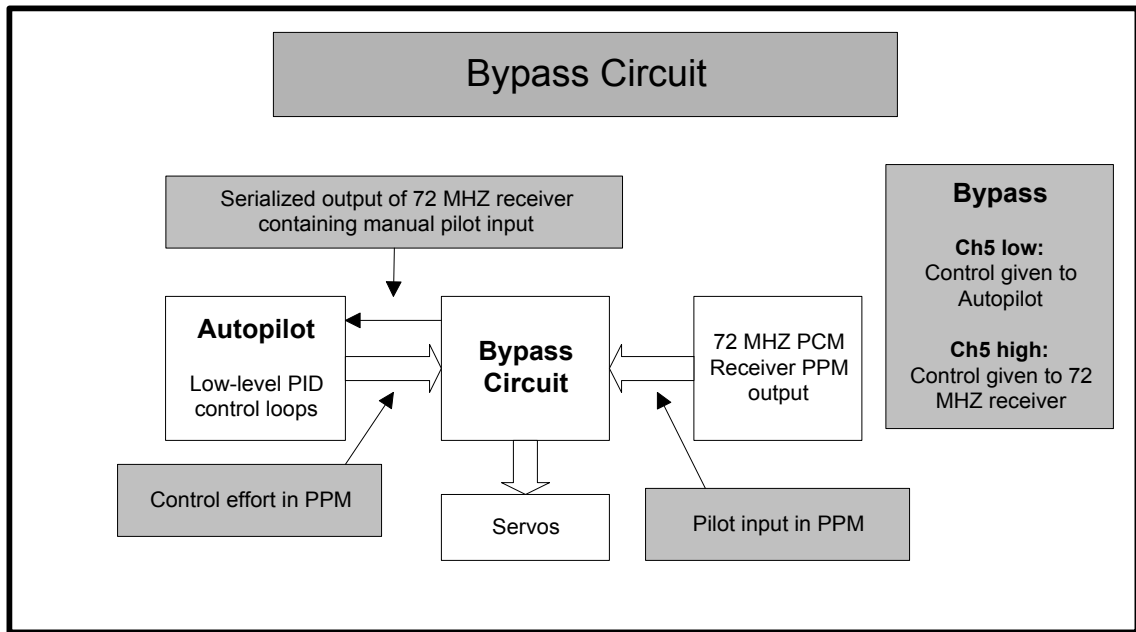 Bypass Circuit
Serialized output of 72 MHZ receiver
containing manual pilot input
Autopilot
Low-level PID
control loops
Bypass
Circuit
72 MHZ PCM
Receiver PPM
output
Control effort in PPM
Servos
Pilot input in PPM
Bypass
Ch5 low:
Control given to
Autopilot
Ch5 high:
Control given to 72
MHZ receiver